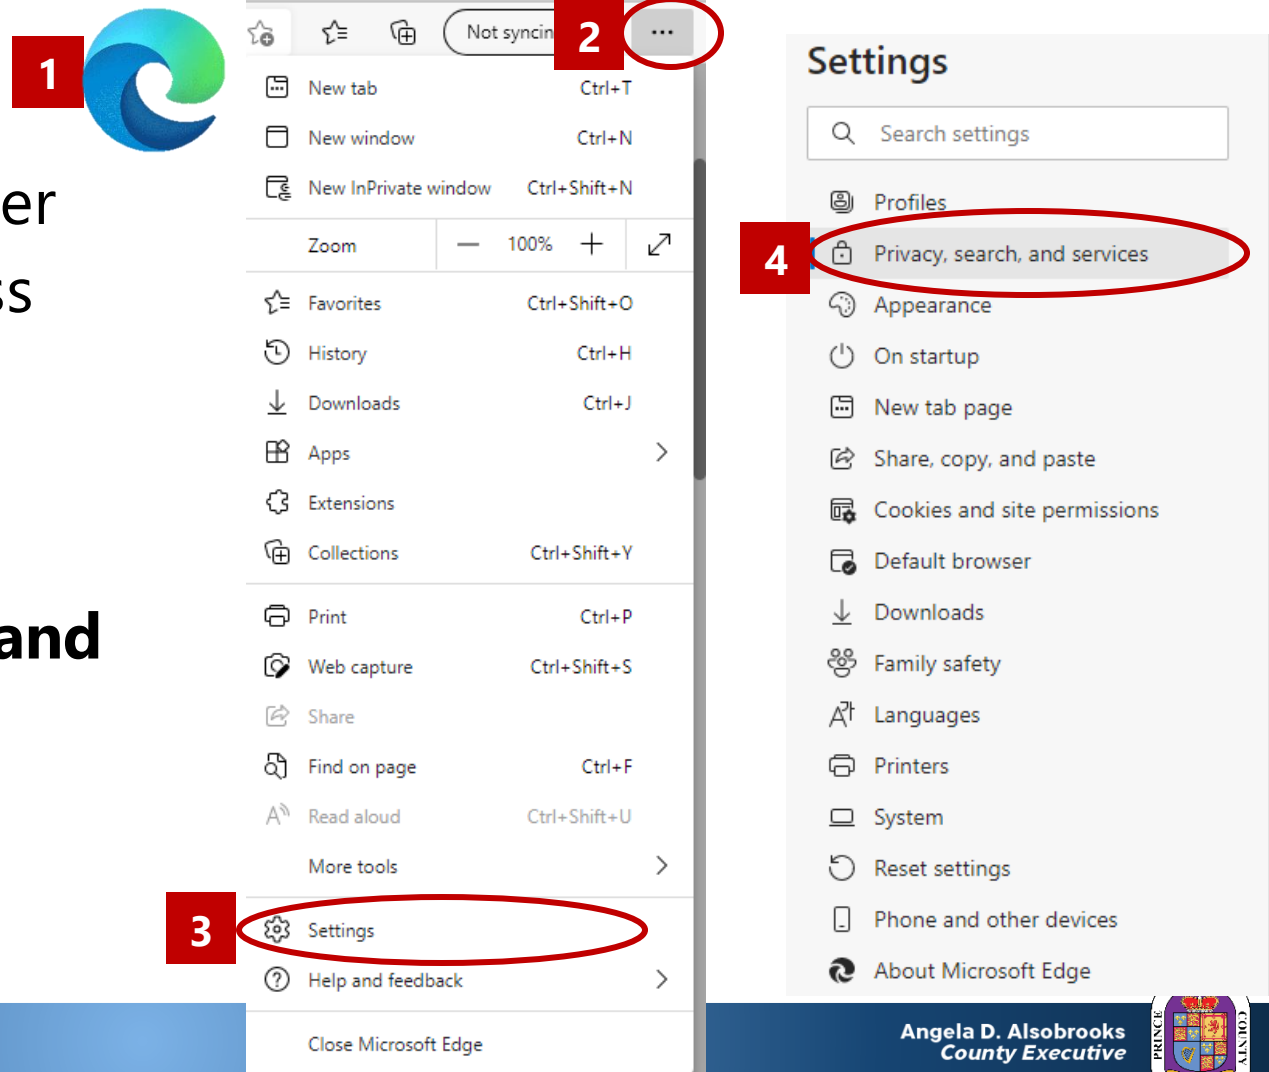 1
er
ss
and
Not syncin
2
...
New tab Ctrl+T
New window Ctrl+N
New InPrivate window Ctrl+Shift+N
Zoom — 100% +
Favorites Ctrl+Shift+O
History Ctrl+H
Downloads Ctrl+J
Apps
Extensions
Collections Ctrl+Shift+Y
Print Ctrl+P
Web capture Ctrl+Shift+S
Share
Find on page Ctrl+F
Read aloud Ctrl+Shift+U
More tools
3
Settings
Help and feedback
Close Microsoft Edge
Settings
Search settings
Profiles
4
Privacy, search, and services
Appearance
On startup
New tab page
Share, copy, and paste
Cookies and site permissions
Default browser
Downloads
Family safety
Languages
Printers
System
Reset settings
Phone and other devices
About Microsoft Edge
Angela D. Alsobrooks
County Executive
PRINCE
COUNTY